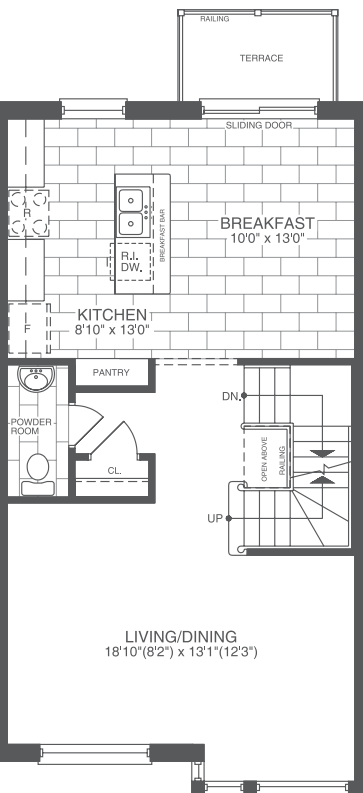 RAILING
TERRACE
SLIDING DOOR
R
BREAKFAST BAR
BREAKFAST
10'0" x 13'0"
R.I.
DW.
F
KITCHEN
8'10" x 13'0"
PANTRY
DN.
POWDER
ROOM
CL.
OPEN ABOVE
RAILING
UP
LIVING/DINING
18'10"(8'2") x 13'1"(12'3")